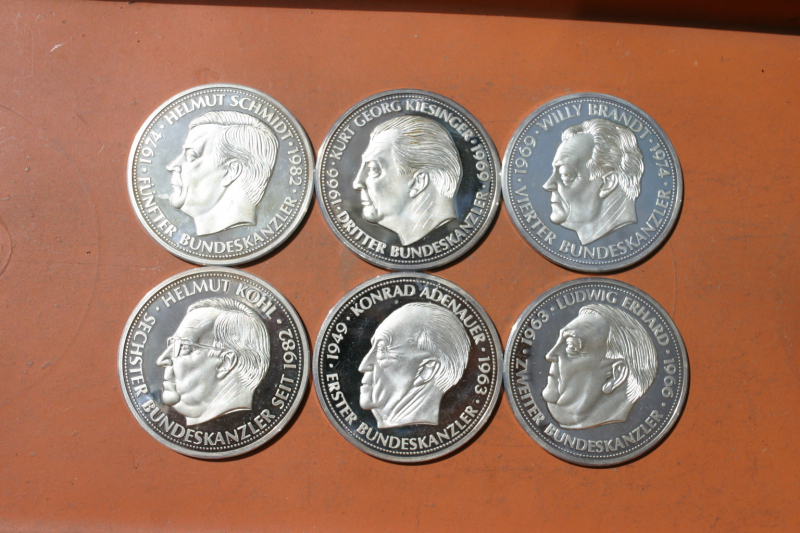 1974 · HELMUT SCHMIDT · 1982
· FÜNFTER BUNDESKANZLER ·
1966 · KURT GEORG KIESINGER · 1969
· DRITTER BUNDESKANZLER ·
1969 · WILLY BRANDT · 1974
· VIERTER BUNDESKANZLER ·
· HELMUT KOHL ·
SECHSTER BUNDESKANZLER SEIT 1982
1949 · KONRAD ADENAUER · 1963
· ERSTER BUNDESKANZLER ·
1963 · LUDWIG ERHARD · 1966
· ZWEITER BUNDESKANZLER ·